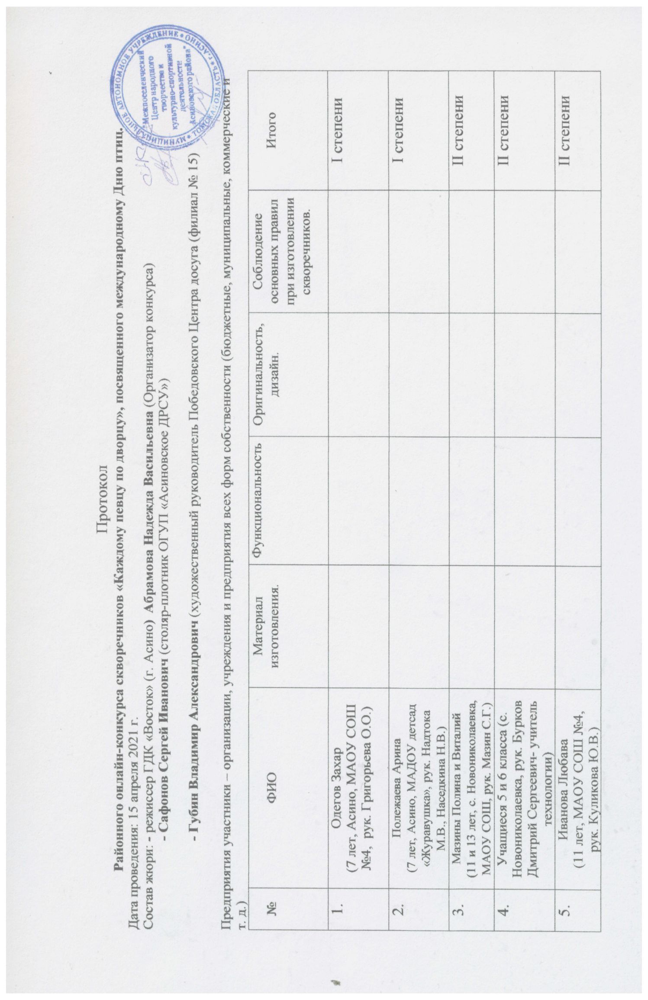 Протокол
Районного онлайн-конкурса скворечников «Каждому певцу по дворцу», посвященного международному Дню птиц.
Дата проведения: 15 апреля 2021 г.
Состав жюри: - режиссер ГДК «Восток» (г. Асино) Абрамова Надежда Васильевна (Организатор конкурса)
- Сафонов Сергей Иванович (столяр-плотник ОГУП «Асиновское ДРСУ»)
- Губин Владимир Александрович (художественный руководитель Победовского Центра досуга (филиал № 15)
МУНИЦИПАЛЬНОЕ АВТОНОМНОЕ УЧРЕЖДЕНИЕ * г.АСИНО * ТОМСКАЯ ОБЛАСТЬ *
"Межпоселенческий
Центр народного
творчества и
культурно-спортивной
деятельности
Асиновского района"
Предприятия участники – организации, учреждения и предприятия всех форм собственности (бюджетные, муниципальные, коммерческие и
т. д.)
№ ФИО Материал Функциональность Оригинальность, Соблюдение Итого
изготовления. дизайн. основных правил
при изготовлении
скворечников.
1. Одегов Захар I степени
(7 лет, Асино, МАОУ СОШ
№4, рук. Григорьева О.О.)
2. Полежаева Арина I степени
(7 лет, Асино, МАДОУ детсад
«Журавушка», рук. Надтока
М.В., Наседкина Н.В.)
3. Мазины Полина и Виталий II степени
(11 и 13 лет, с. Новониколаевка,
МАОУ СОШ, рук. Мазин С.Г.)
4. Учащиеся 5 и 6 класса (с. II степени
Новониколаевка, рук. Бурков
Дмитрий Сергеевич- учитель
технологии)
5. Иванова Любава II степени
(11 лет, МАОУ СОШ №4,
рук. Куликова Ю.В.)